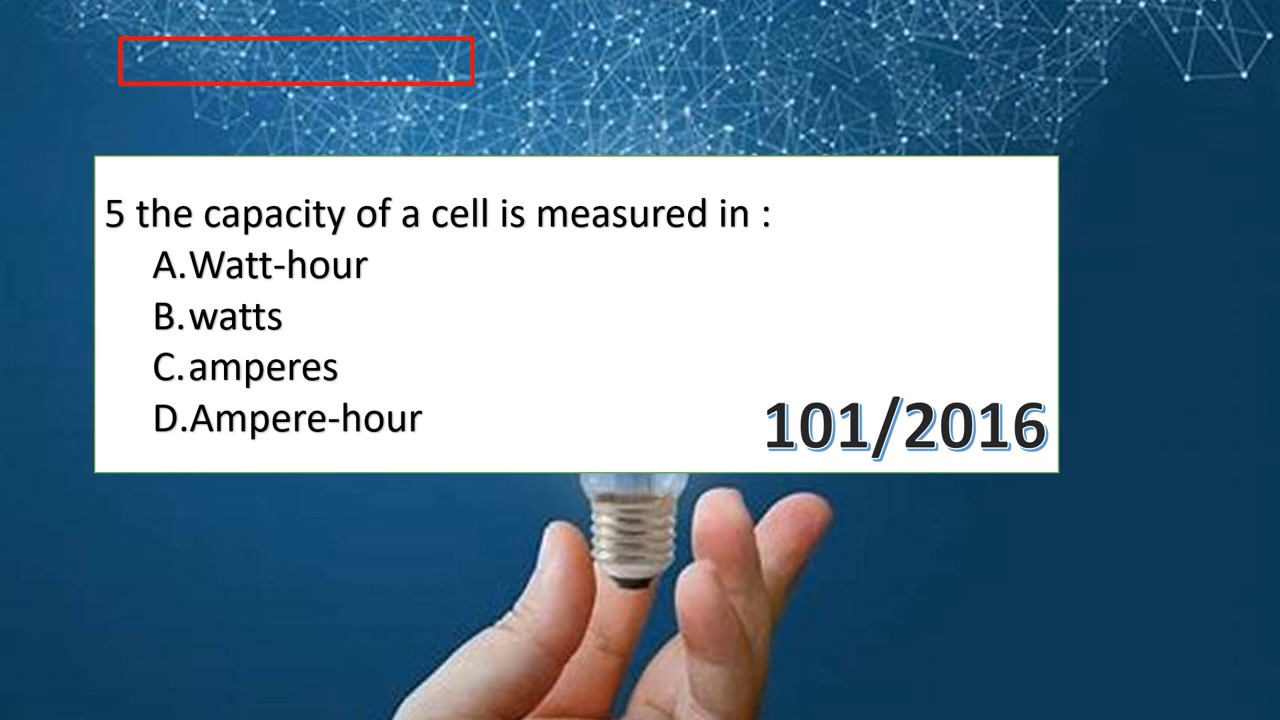 5 the capacity of a cell is measured in :
A.Watt-hour
B.watts
C.amperes
D.Ampere-hour
101/2016